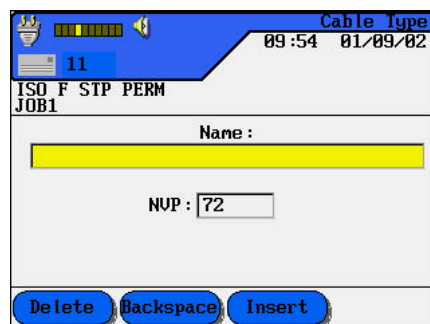 Cable Type
09:54 01/09/02
11
ISO F STP PERM
JOB1
Name:
NVP: 72
Delete Backspace Insert